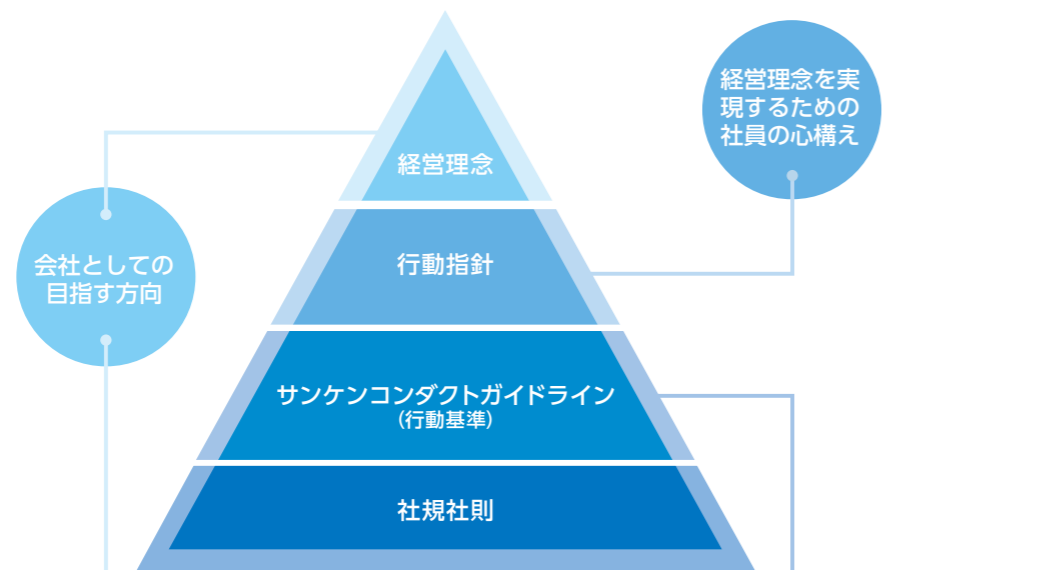 経営理念を実
現するための
社員の心構え
経営理念
会社としての
目指す方向
行動指針
サンケンコンダクトガイドライン
(行動基準)
社規社則